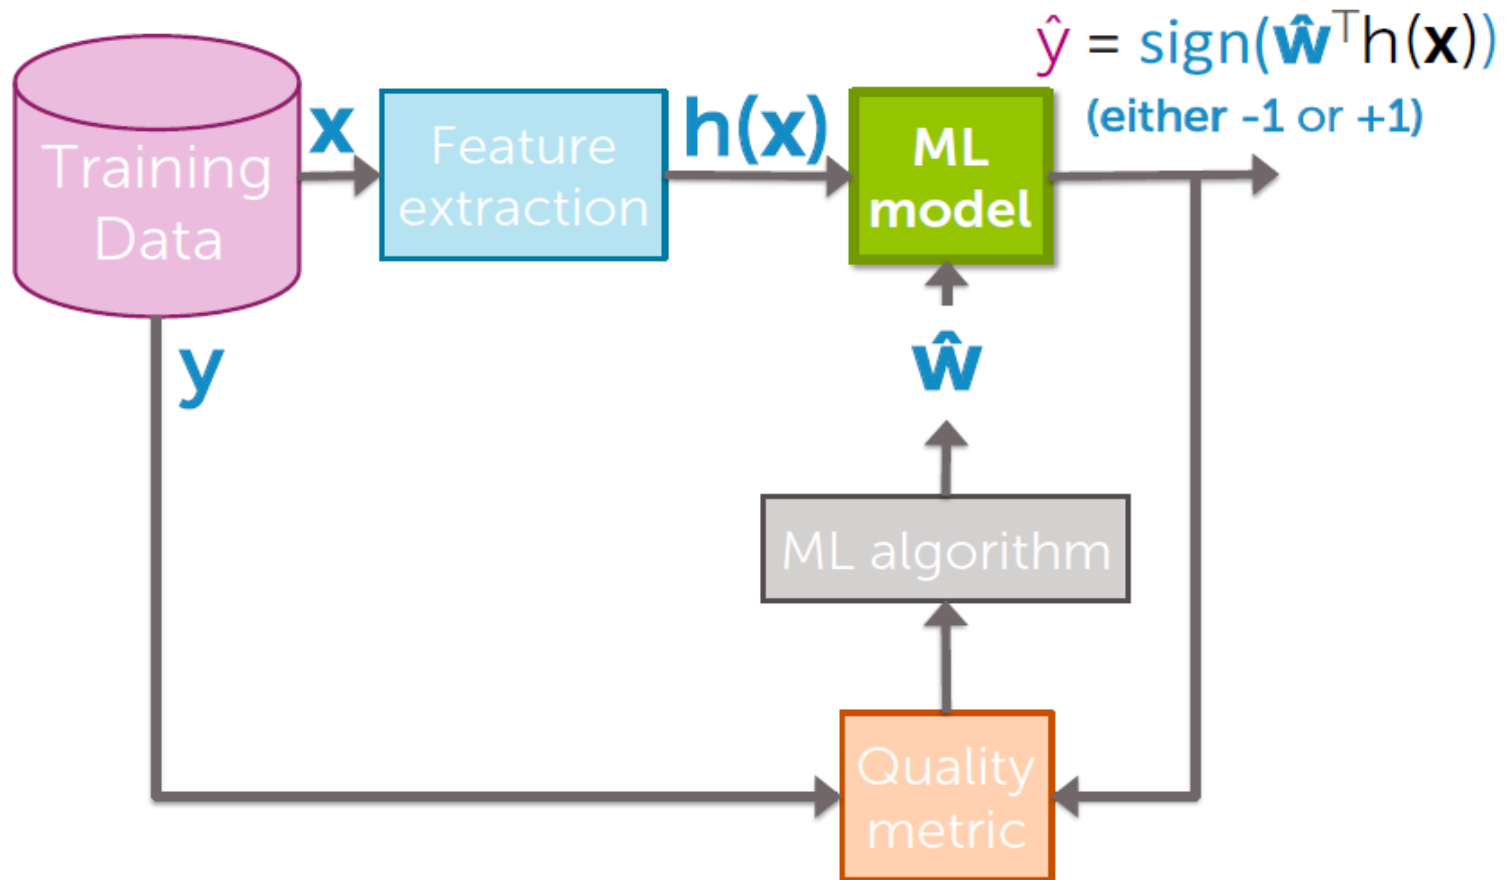 ŷ = sign(ŵᵀh(x))
(either -1 or +1)
Training
Data
x
Feature
extraction
h(x)
ML
model
y
ŵ
ML algorithm
Quality
metric